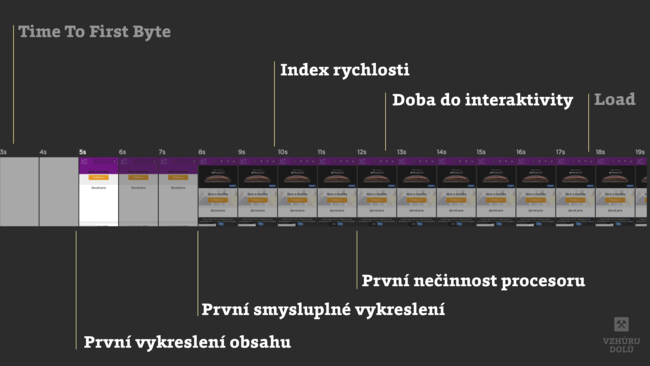 Time To First Byte
Index rychlosti
Doba do interaktivity
Load
3s 4s 5s 6s 7s 8s 9s 10s 11s 12s 13s 14s 15s 16s 17s 18s 19s
První nečinnost procesoru
První smysluplné vykreslení
První vykreslení obsahu
VZHŮRU
DOLŮ